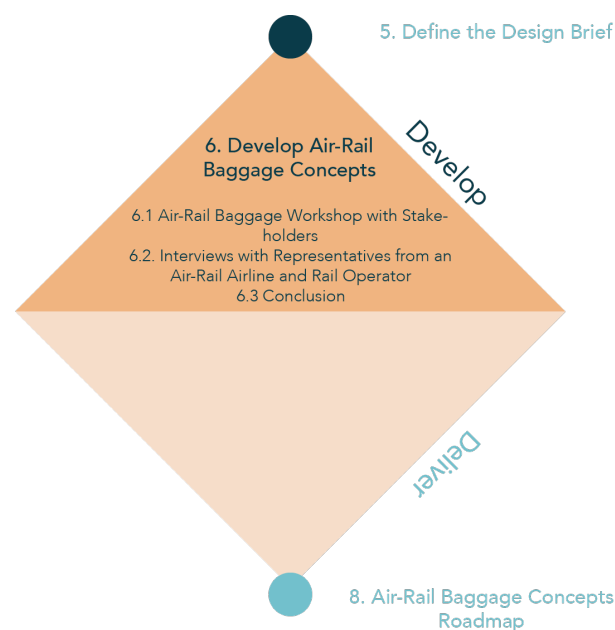 5. Define the Design Brief
Develop
6. Develop Air-Rail
Baggage Concepts
6.1 Air-Rail Baggage Workshop with Stake-
holders
6.2. Interviews with Representatives from an
Air-Rail Airline and Rail Operator
6.3 Conclusion
Deliver
8. Air-Rail Baggage Concepts
Roadmap